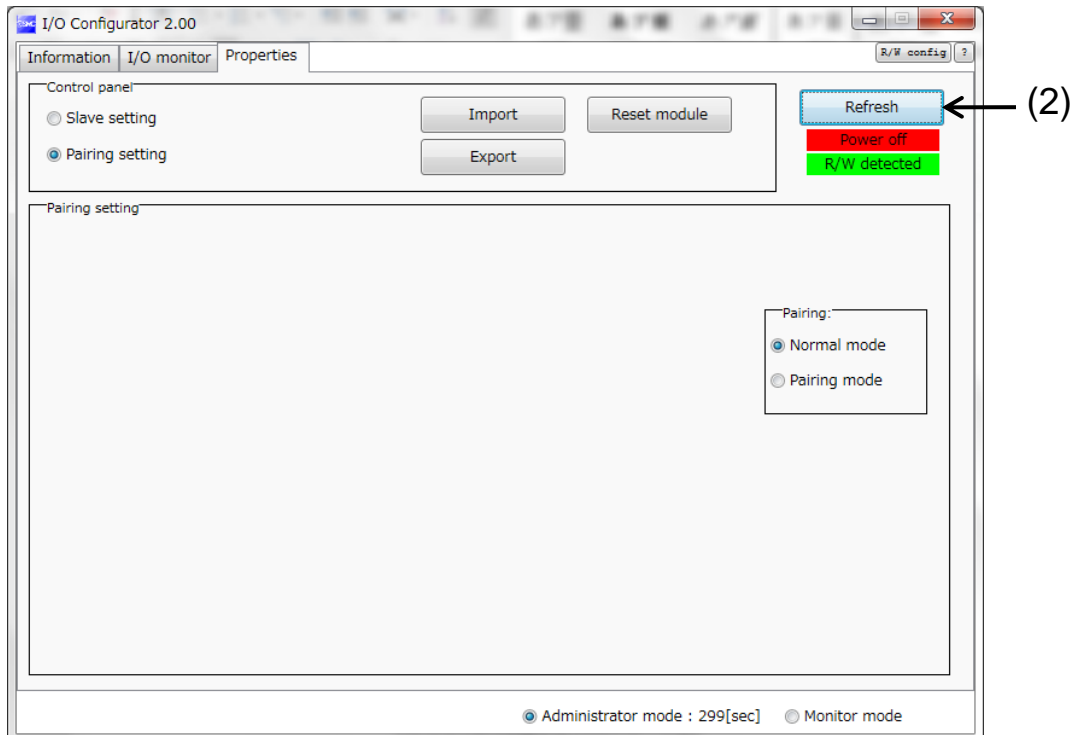 I/O Configurator 2.00
Information I/O monitor Properties R/W config ?
Control panel
Slave setting Import Reset module Refresh (2)
Power off
Pairing setting Export R/W detected
Pairing setting
Pairing:
Normal mode
Pairing mode
Administrator mode : 299[sec] Monitor mode